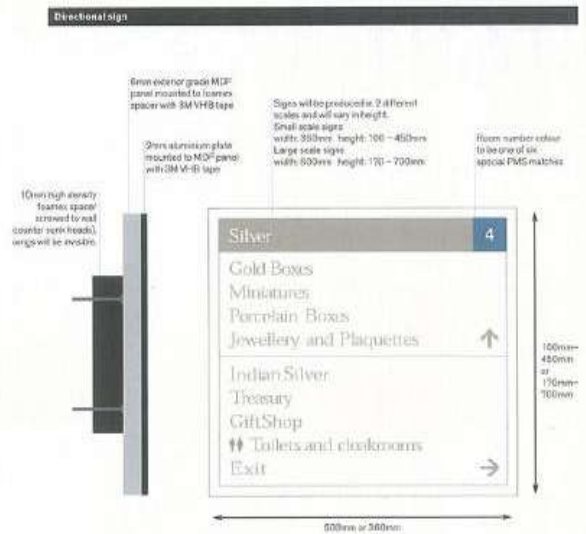 Directional sign
6mm exterior grade MDF
panel mounted to foamex
spacer with 3M VHB tape
Signs will be produced in 2 different
scales and will vary in height.
Small scale signs
width: 360mm height: 100 – 450mm
Large scale signs
width: 600mm height: 170 – 700mm
Room number colour
to be one of six
special PMS matches
2mm aluminium plate
mounted to MDF panel
with 3M VHB tape
10mm high density
foamex spacer
screwed to wall
counter sunk heads),
will be invisible.
Silver 4
Gold Boxes
Miniatures
Porcelain Boxes
Jewellery and Plaquettes
Indian Silver
Treasury
GiftShop
Toilets and cloakrooms
Exit
100mm–
450mm
or
170mm–
700mm
or 360mm